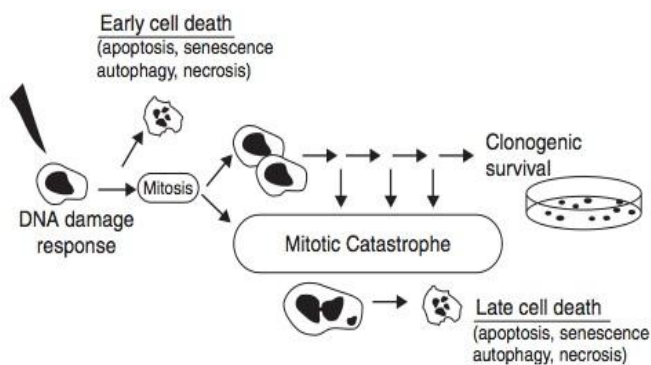 Early cell death
(apoptosis, senescence
autophagy, necrosis)
Mitosis
DNA damage
response
Clonogenic
survival
Mitotic Catastrophe
Late cell death
(apoptosis, senescence
autophagy, necrosis)